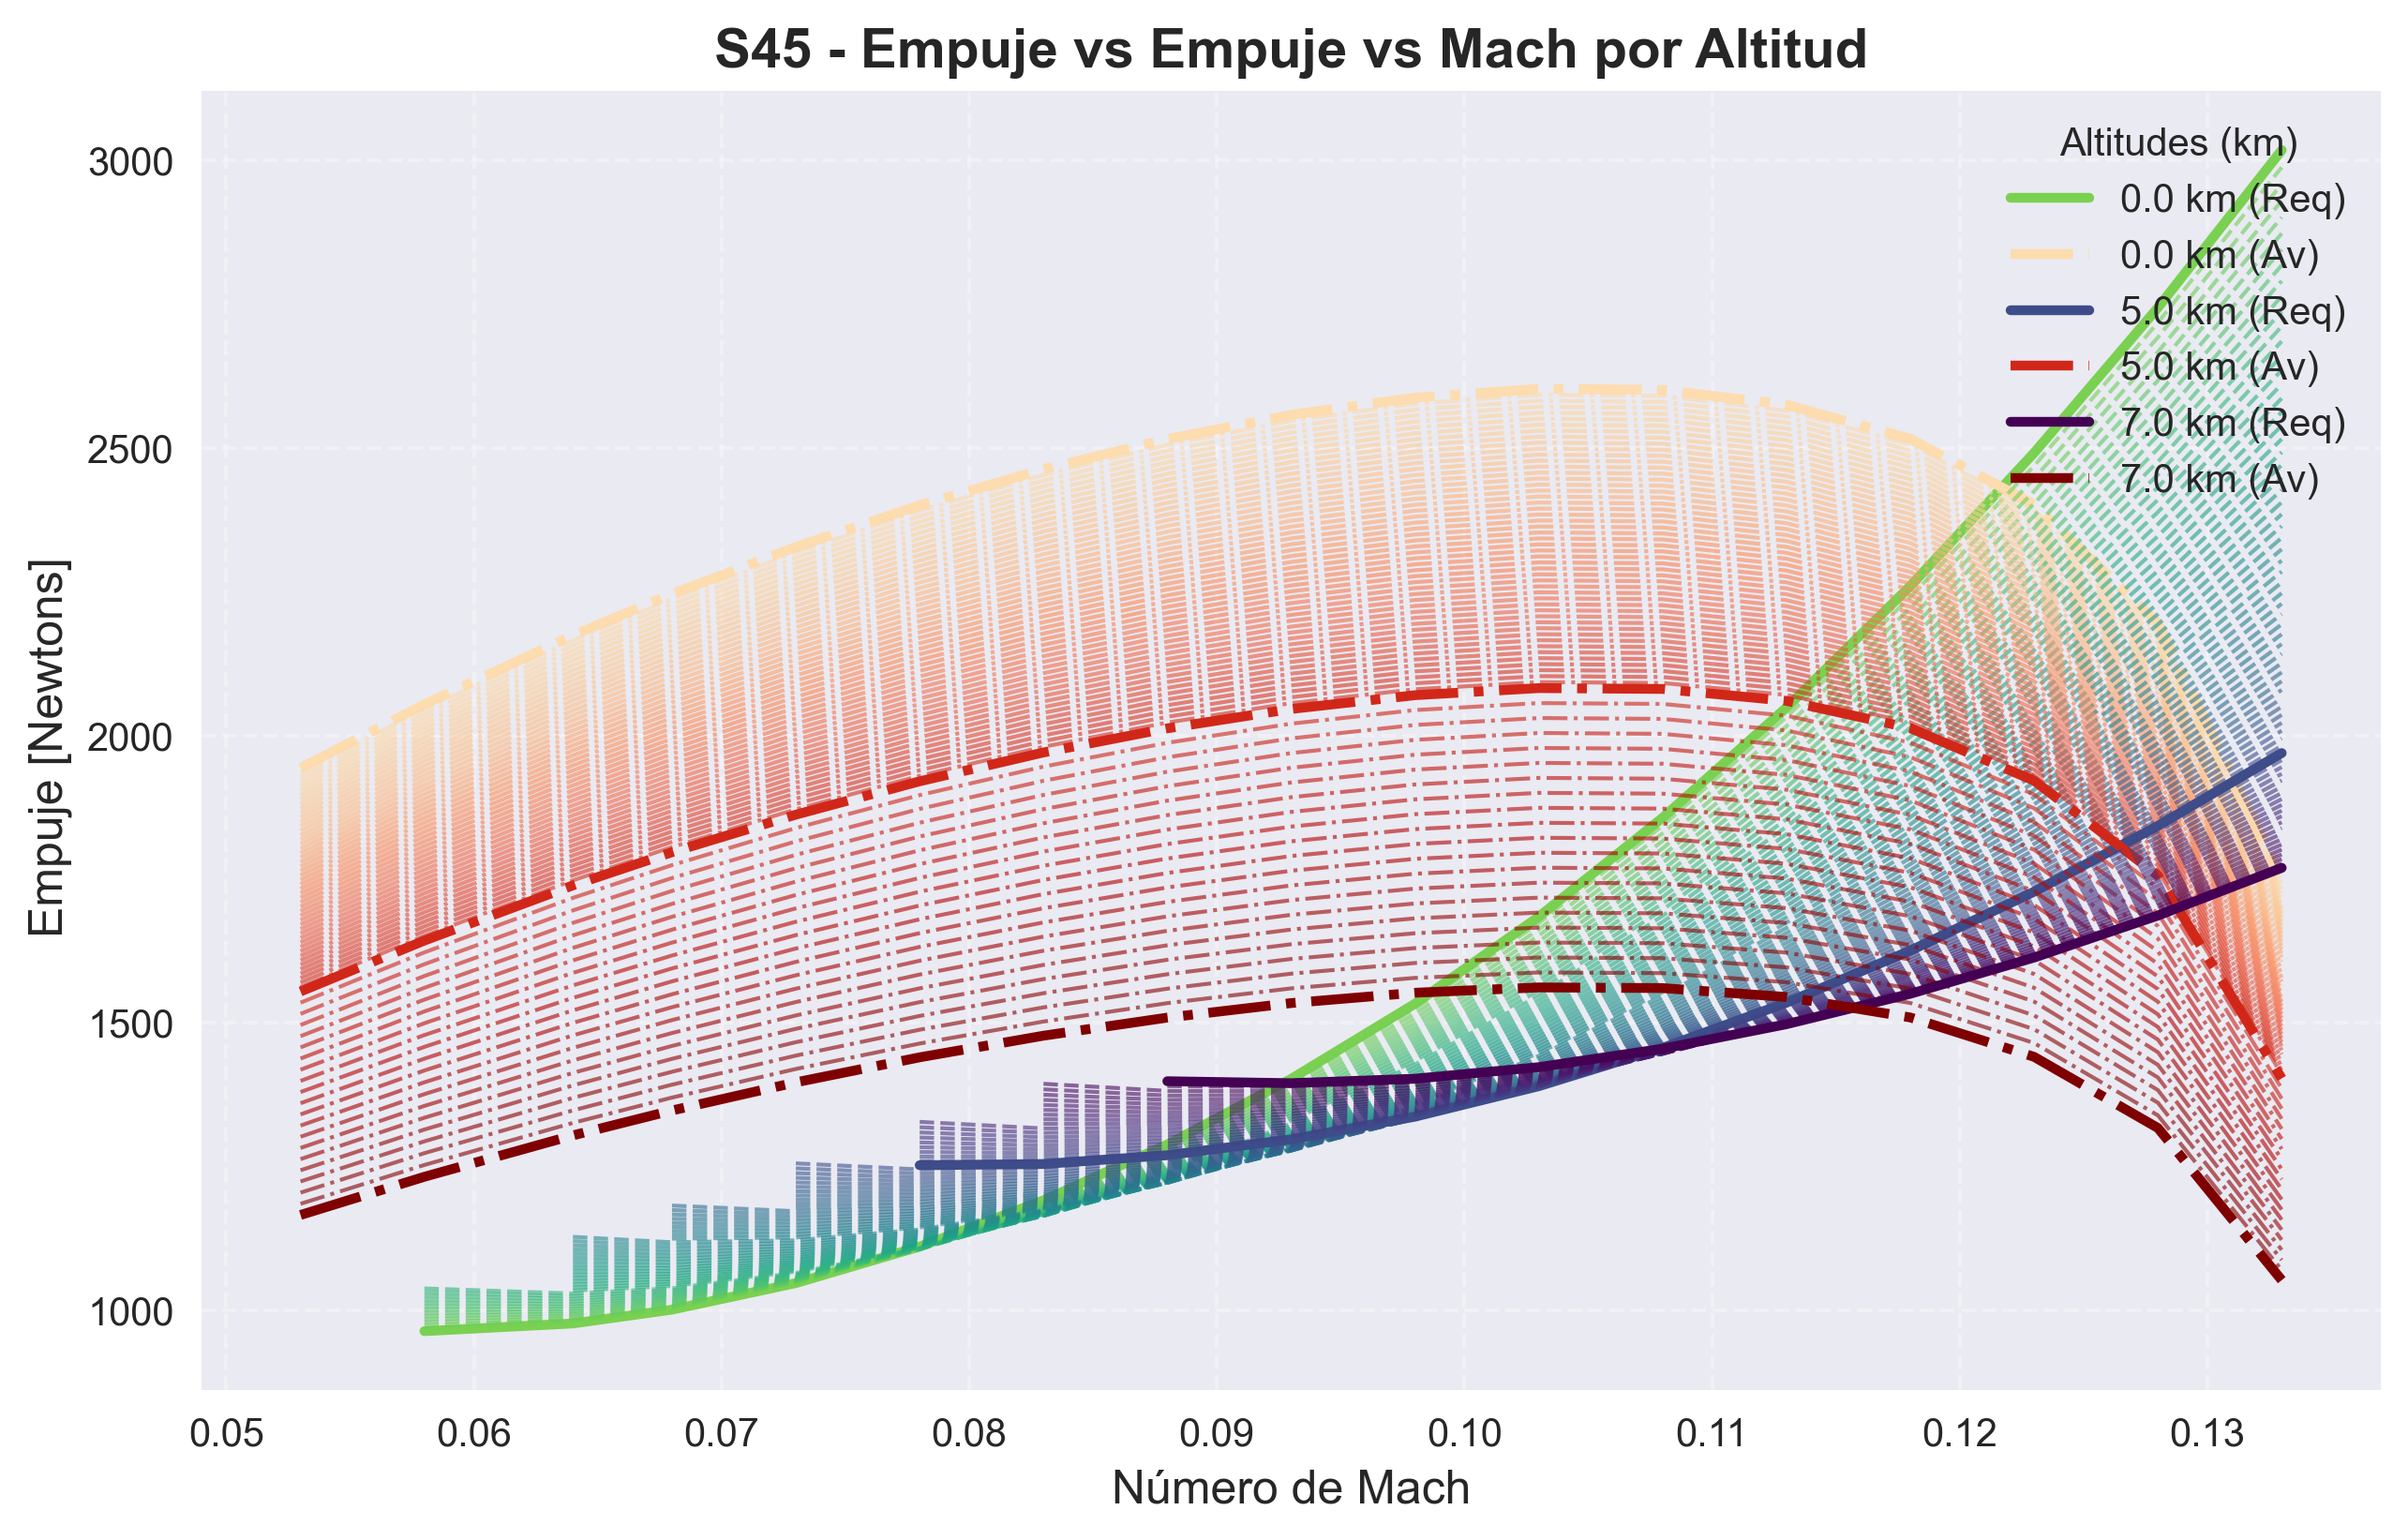 S45 - Empuje vs Empuje vs Mach por Altitud
Altitudes (km)
0.0 km (Req)
0.0 km (Av)
5.0 km (Req)
5.0 km (Av)
7.0 km (Req)
7.0 km (Av)
Empuje [Newtons]
3000
2500
2000
1500
1000
0.05 0.06 0.07 0.08 0.09 0.10 0.11 0.12 0.13
Número de Mach